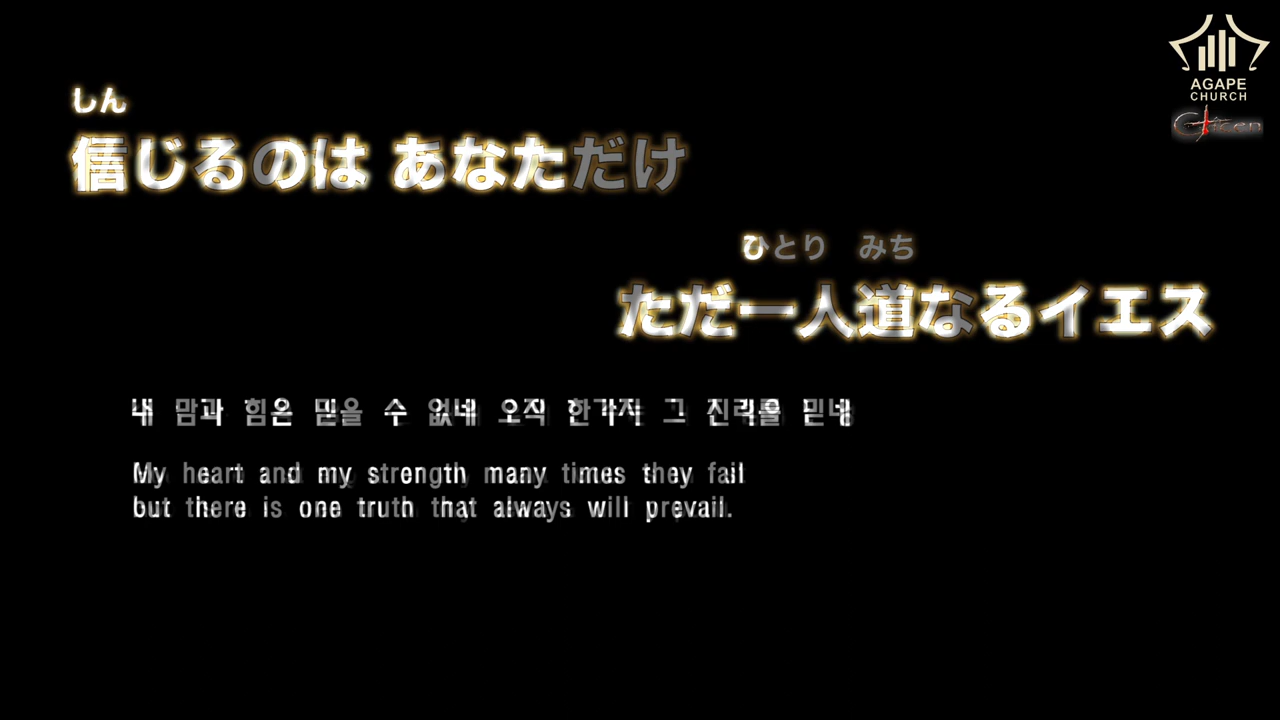 AGAPE
CHURCH
しん
信じるのは あなただけ
ひとり みち
ただ一人道なるイエス
내 맘과 힘은 믿을 수 없네 오직 한가지 그 진리를 믿네
My heart and my strength many times they fail
but there is one truth that always will prevail.